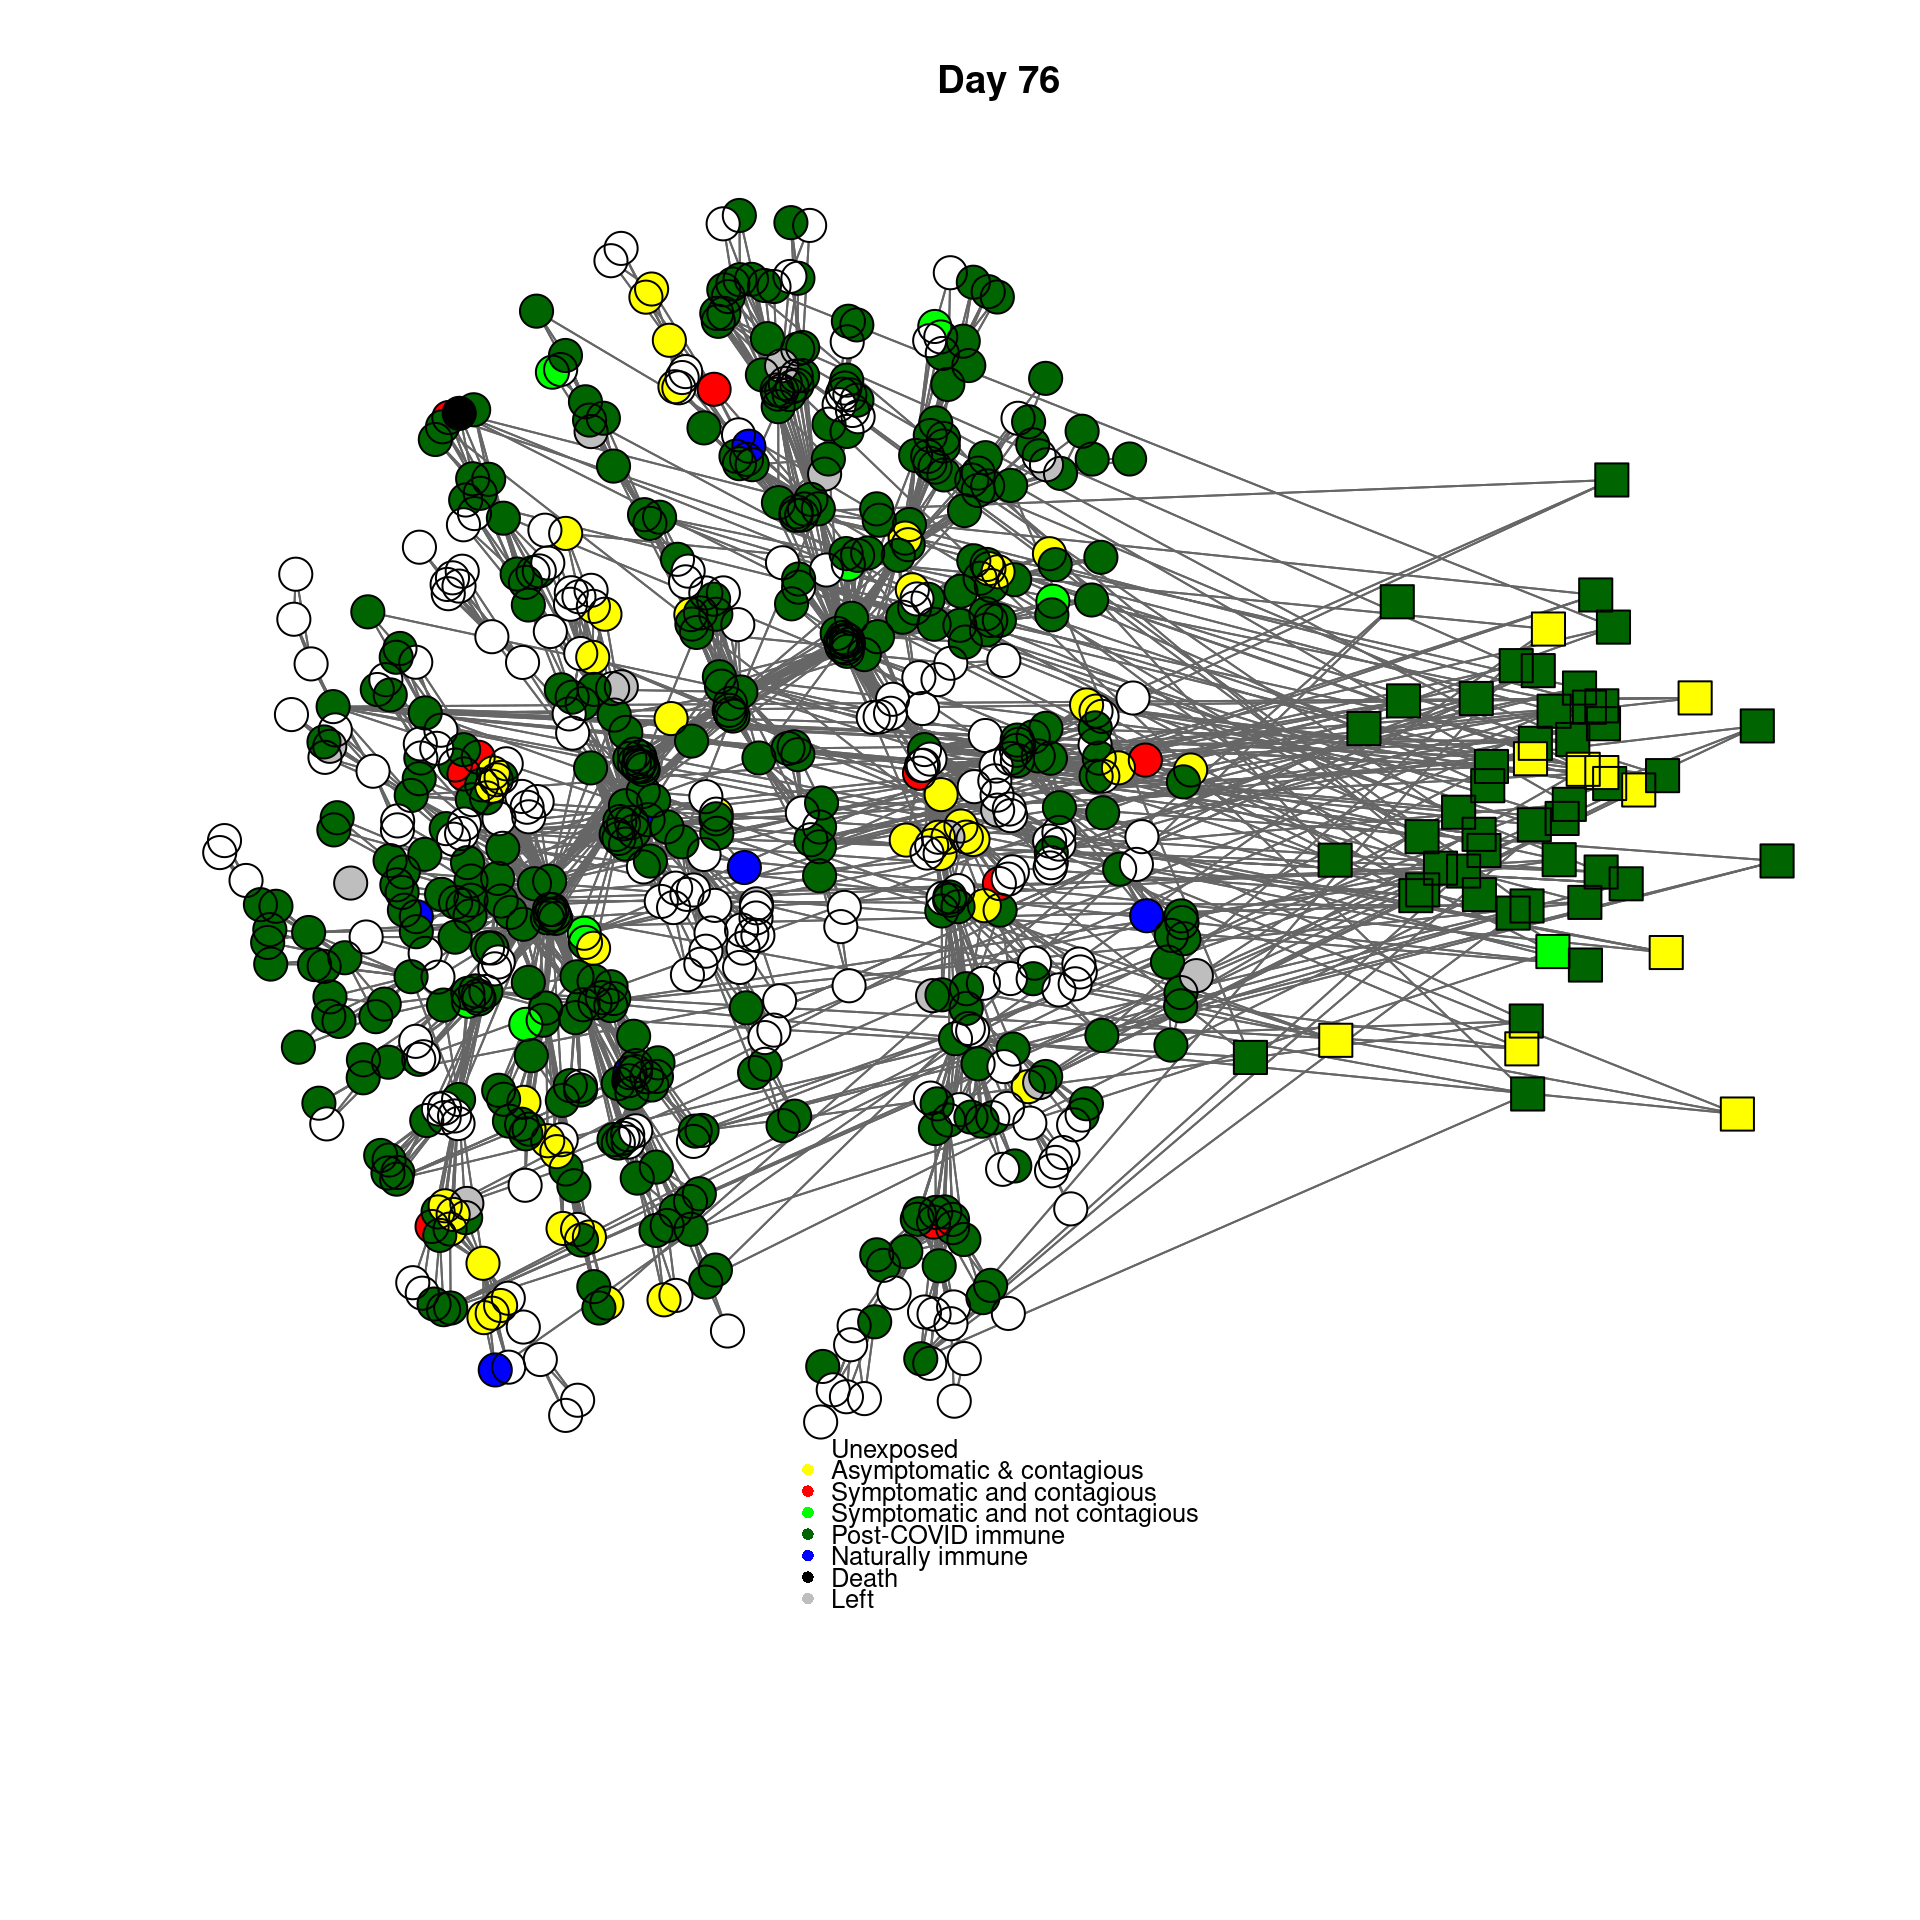 Day 76
Unexposed
Asymptomatic & contagious
Symptomatic and contagious
Symptomatic and not contagious
Post-COVID immune
Naturally immune
Death
Left